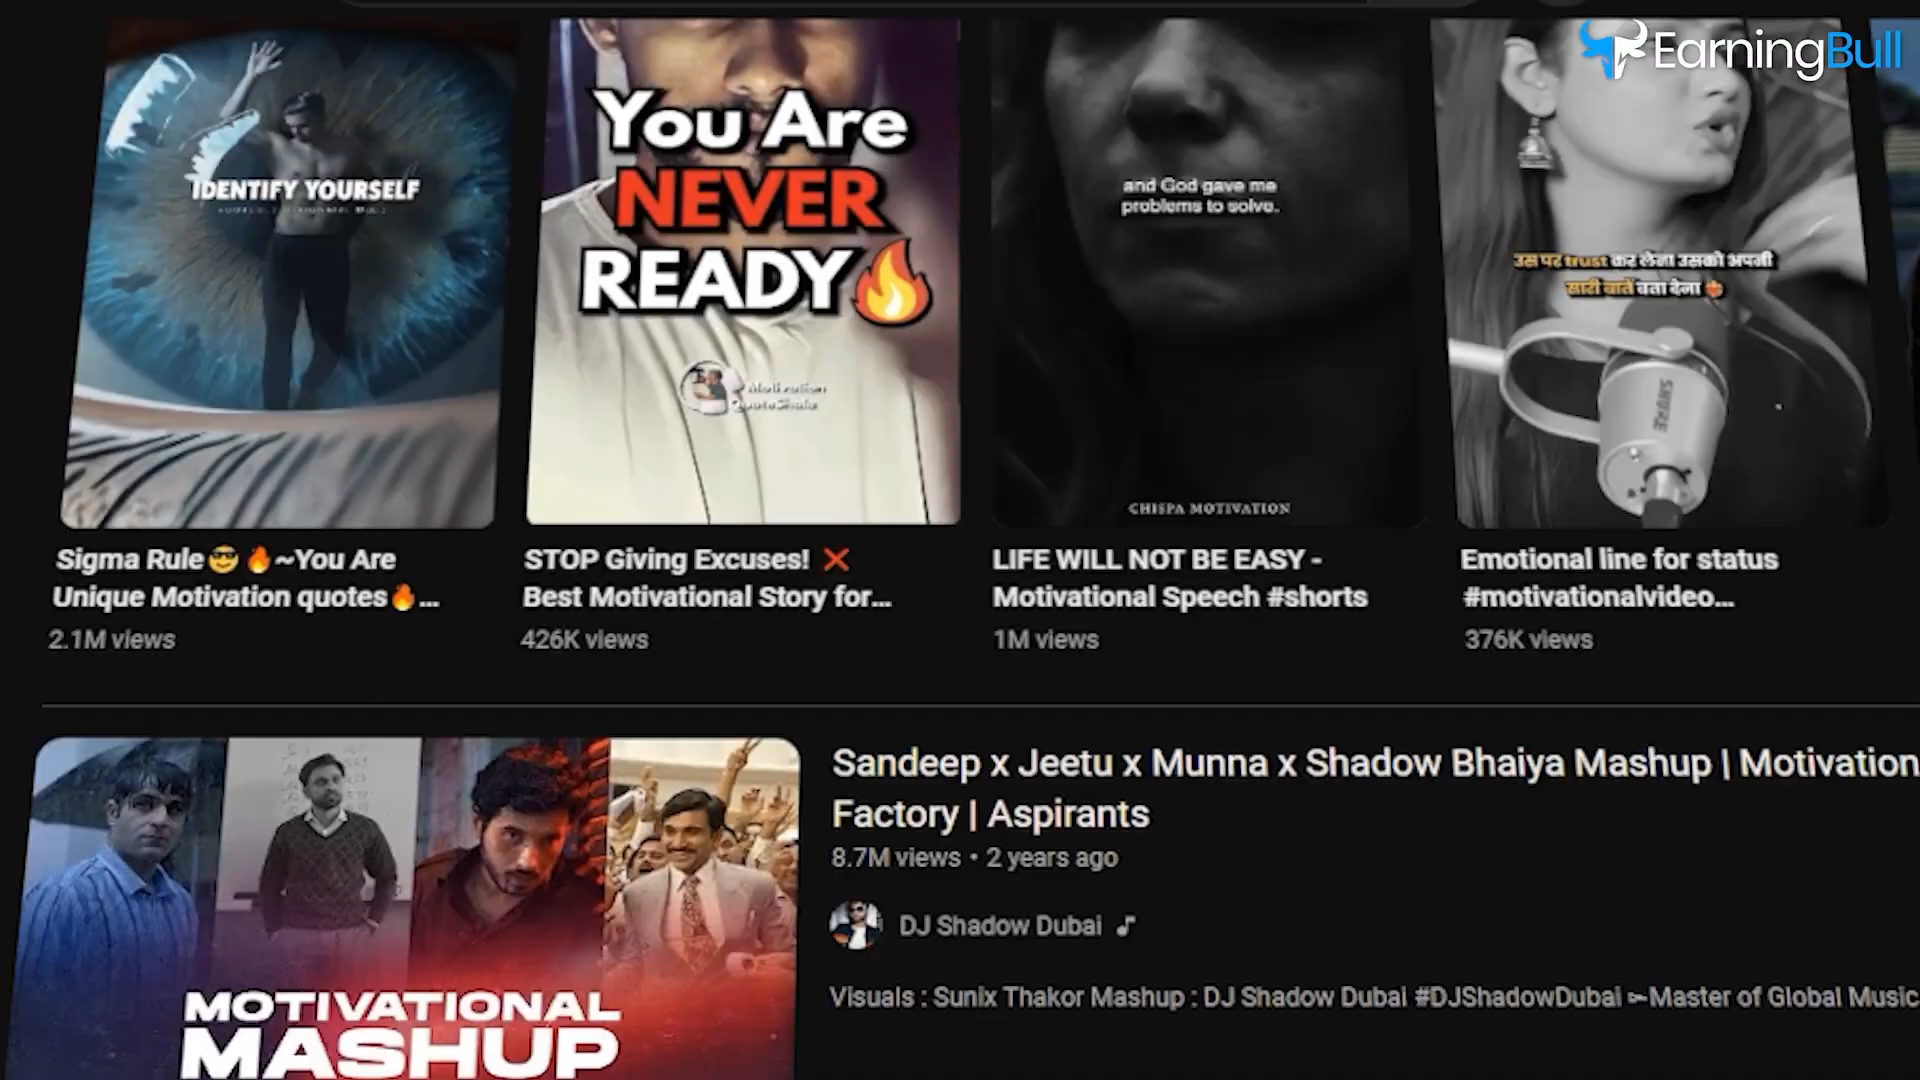 EarningBull
IDENTIFY YOURSELF
You Are
NEVER
READY🔥
Motivation
QuoteShala
and God gave me
problems to solve.
CHISPA MOTIVATION
उस पर trust कर लेना उसको अपनी
सारी बातें बता देना
SHURE
Sigma Rule😎🔥~You Are
Unique Motivation quotes🔥...
2.1M views
STOP Giving Excuses! ❌
Best Motivational Story for...
426K views
LIFE WILL NOT BE EASY -
Motivational Speech #shorts
1M views
Emotional line for status
#motivationalvideo...
376K views
MOTIVATIONAL
MASHUP
Sandeep x Jeetu x Munna x Shadow Bhaiya Mashup | Motivation
Factory | Aspirants
8.7M views • 2 years ago
DJ Shadow Dubai ♪
Visuals : Sunix Thakor Mashup : DJ Shadow Dubai #DJShadowDubai ➳Master of Global Music